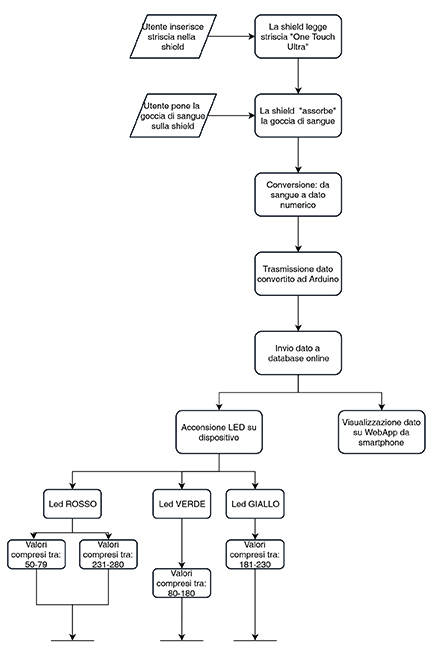 Utente inserisce
striscia nella
shield
La shield legge
striscia "One Touch
Ultra"
Utente pone la
goccia di sangue
sulla shield
La shield "assorbe"
la goccia di sangue
Conversione: da
sangue a dato
numerico
Trasmissione dato
convertito ad Arduino
Invio dato a
database online
Accensione LED su
dispositivo
Visualizzazione dato
su WebApp da
smartphone
Led ROSSO
Led VERDE
Led GIALLO
Valori
compresi tra:
50-79
Valori
compresi tra:
231-280
Valori
compresi tra:
80-180
Valori
compresi tra:
181-230